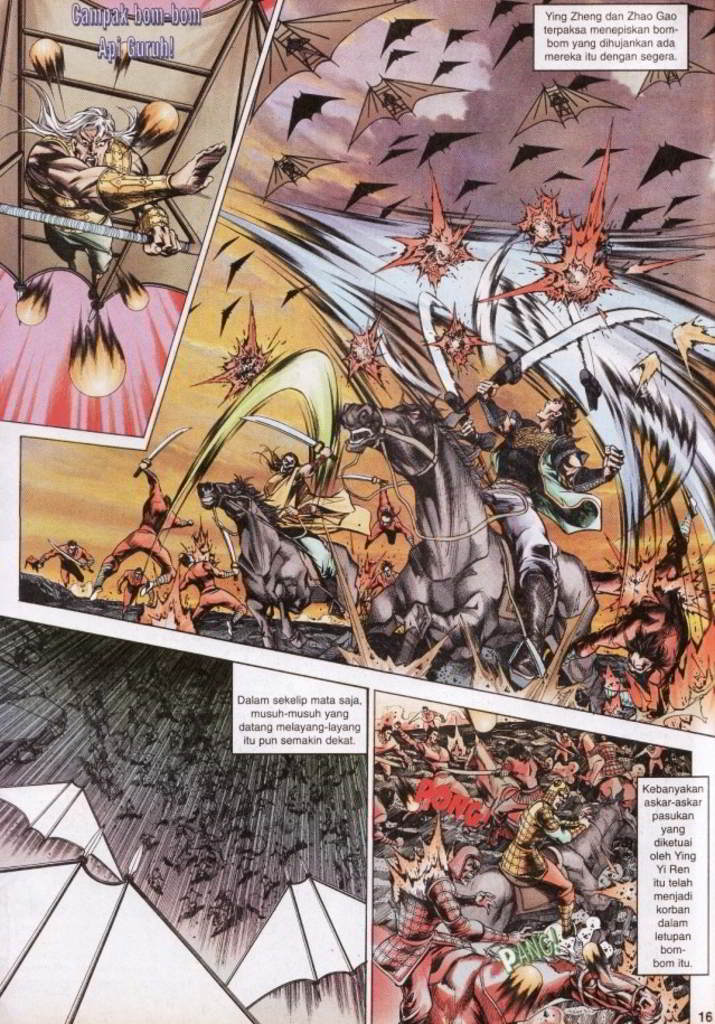 Campak bom-bom
Api Guruh!
Ying Zheng dan Zhao Gao
terpaksa menepiskan bom-
bom yang dihujankan ada
mereka itu dengan segera.
Dalam sekelip mata saja,
musuh-musuh yang
datang melayang-layang
itu pun semakin dekat.
PONG!
Kebanyakan
askar-askar
pasukan
yang
diketuai
oleh Ying
Yi Ren
itu telah
menjadi
korban
dalam
letupan
bom-
bom itu.
PANG!
16